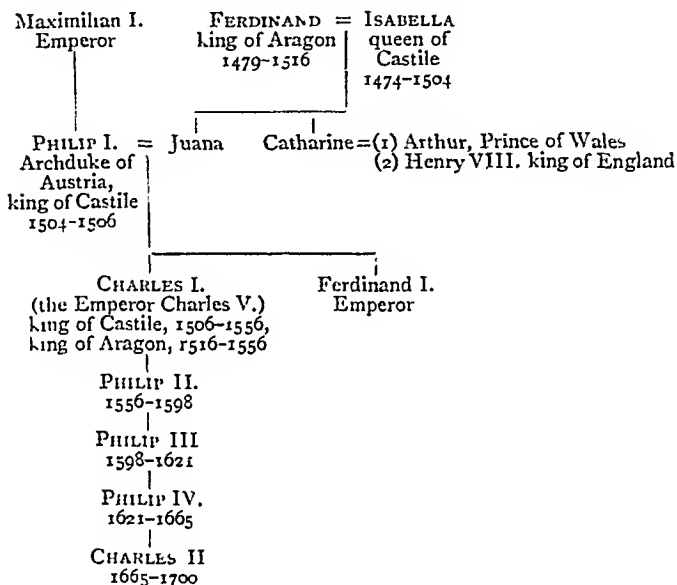 Maximilian I.
Emperor
FERDINAND = ISABELLA
king of Aragon
1479-1516
queen of
Castile
1474-1504
PHILIP I. = Juana
Archduke of
Austria,
king of Castile
1504-1506
Catharine=(1) Arthur, Prince of Wales
(2) Henry VIII. king of England
CHARLES I.
(the Emperor Charles V.)
king of Castile, 1506-1556,
king of Aragon, 1516-1556
Ferdinand I.
Emperor
PHILIP II.
1556-1598
PHILIP III
1598-1621
PHILIP IV.
1621-1665
CHARLES II
1665-1700